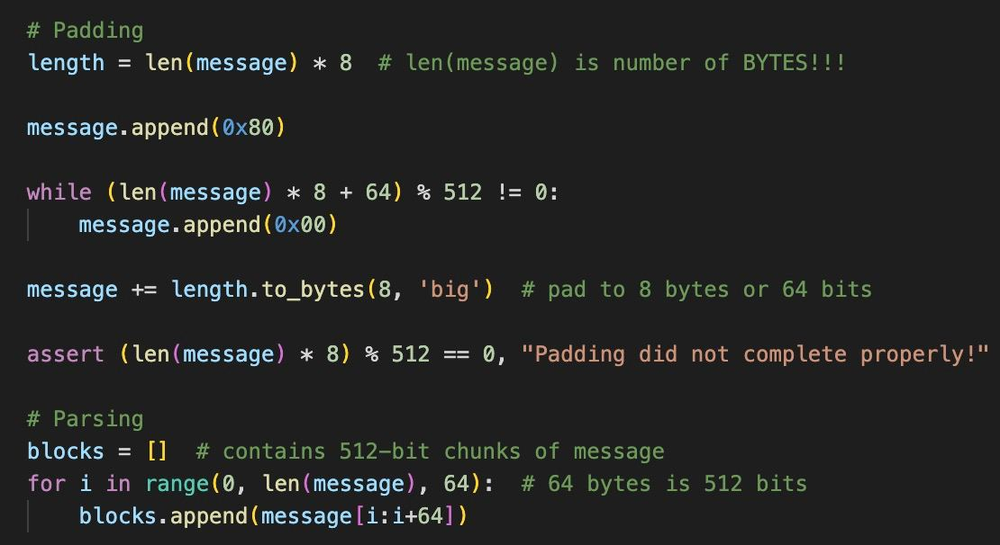 # Padding
length = len(message) * 8  # len(message) is number of BYTES!!!
message.append(0x80)
while (len(message) * 8 + 64) % 512 != 0:
    message.append(0x00)
message += length.to_bytes(8, 'big')  # pad to 8 bytes or 64 bits
assert (len(message) * 8) % 512 == 0, "Padding did not complete properly!"
# Parsing
blocks = []  # contains 512-bit chunks of message
for i in range(0, len(message), 64):  # 64 bytes is 512 bits
    blocks.append(message[i:i+64])